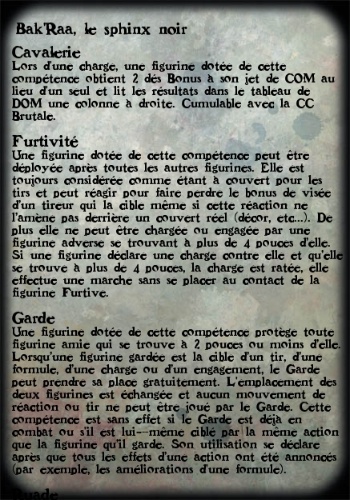 Bak'Raa, le sphinx noir
Cavalerie
Lors d'une charge, une figurine dotée de cette
compétence obtient 2 dés Bonus à son jet de COM au
lieu d'un seul et lit les résultats dans le tableau de
DOM une colonne à droite. Cumulable avec la CC
Brutale.
Furtivité
Une figurine dotée de cette compétence peut être
déployée après toutes les autres figurines. Elle est
toujours considérée comme étant à couvert pour les
tirs et peut réagir pour faire perdre le bonus de visée
d'un tireur qui la cible même si cette réaction ne
l'amène pas derrière un couvert réel (décor, etc...). De
plus elle ne peut être chargée ou engagée par une
figurine adverse se trouvant à plus de 4 pouces d'elle.
Si une figurine déclare une charge contre elle et qu'elle
se trouve à plus de 4 pouces, la charge est ratée, elle
effectue une marche sans se placer au contact de la
figurine Furtive.
Garde
Une figurine dotée de cette compétence protège toute
figurine amie qui se trouve à 2 pouces ou moins d'elle.
Lorsqu'une figurine gardée est la cible d'un tir, d'une
formule, d'une charge ou d'un engagement, le Garde
peut prendre sa place gratuitement. L'emplacement des
deux figurines est échangée et aucun mouvement de
réaction ou tir ne peut être joué par le Garde. Cette
compétence est sans effet si le Garde est déjà en
combat ou s'il est lui-même ciblé par la même action
que la figurine qu'il garde. Son utilisation se déclare
après que tous les effets d'une action ont été annoncés
(par exemple, les améliorations d'une formule).